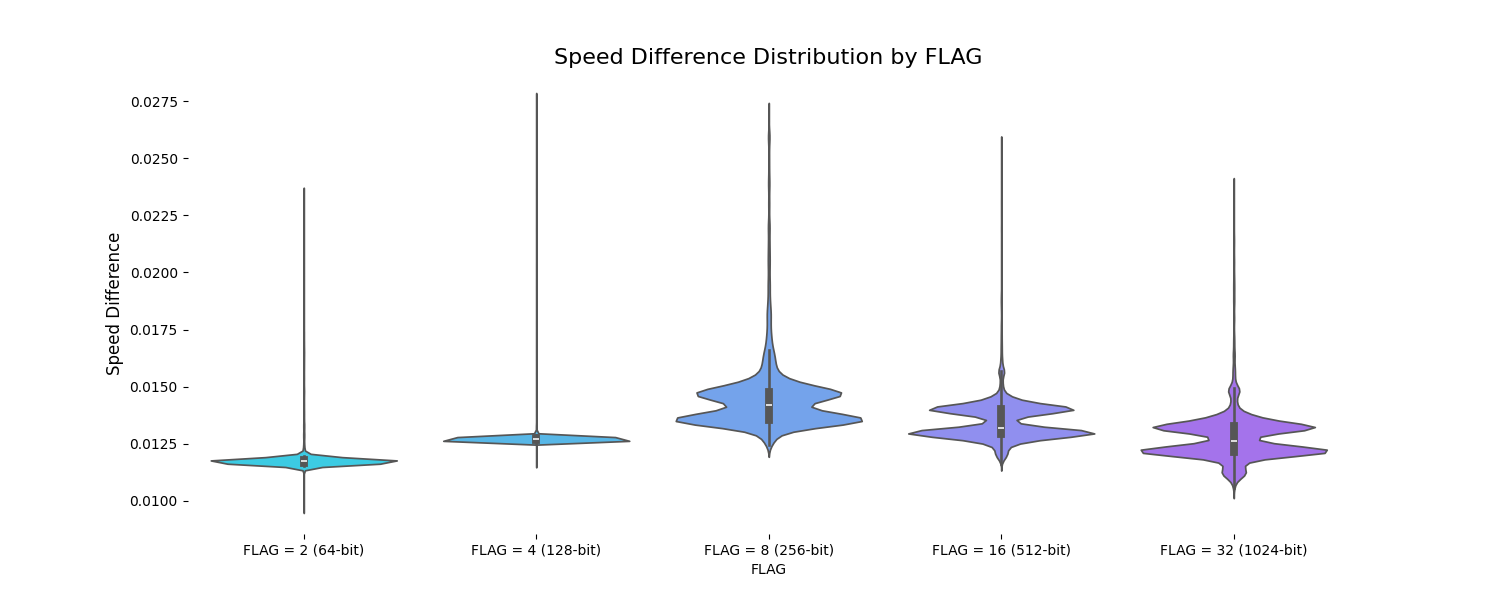 Speed Difference Distribution by FLAG
Speed Difference
0.0275
0.0250
0.0225
0.0200
0.0175
0.0150
0.0125
0.0100
FLAG = 2 (64-bit)
FLAG = 4 (128-bit)
FLAG = 8 (256-bit)
FLAG = 16 (512-bit)
FLAG = 32 (1024-bit)
FLAG